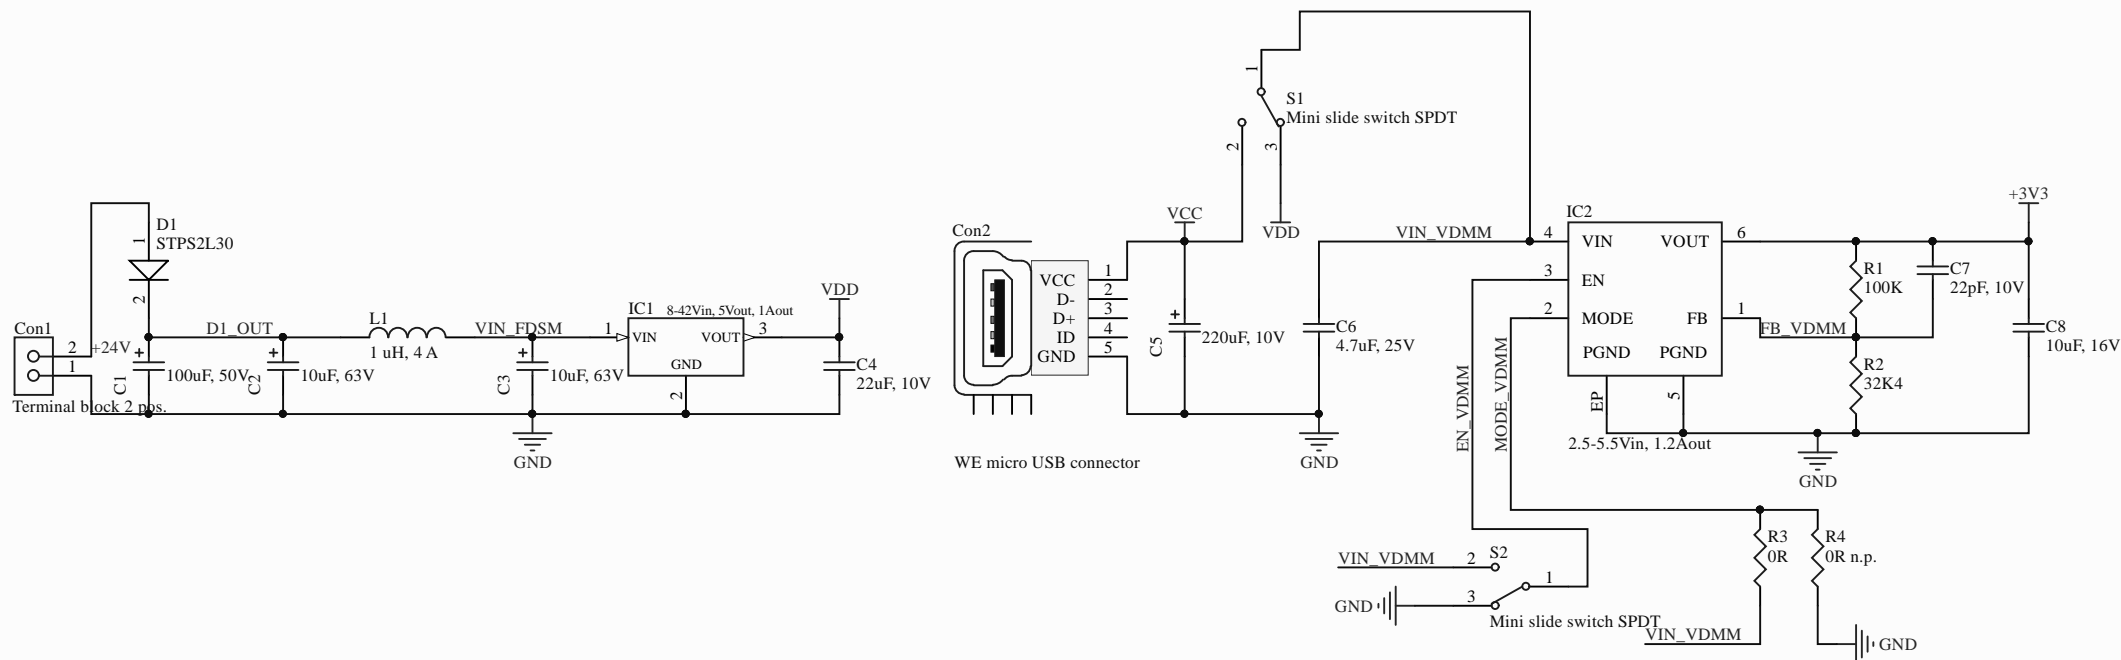 Con1
2
1
+24V
Terminal block 2 pos.
1
D1
STPS2L30
2
D1_OUT
C1
100uF, 50V
C2
10uF, 63V
L1
1 uH, 4 A
VIN_FDSM
C3
10uF, 63V
GND
IC1
8-42Vin, 5Vout, 1Aout
1
VIN
VOUT
3
GND
2
VDD
C4
22uF, 10V
Con2
VCC
1
D-
2
D+
3
ID
4
GND
5
WE micro USB connector
VCC
C5
220uF, 10V
1
S1
Mini slide switch SPDT
2
3
VDD
VIN_VDMM
C6
4.7uF, 25V
GND
IC2
4
VIN
VOUT
6
3
EN
2
MODE
FB
1
PGND
PGND
EP
5
2.5-5.5Vin, 1.2Aout
EN_VDMM
MODE_VDMM
FB_VDMM
R1
100K
C7
22pF, 10V
R2
32K4
+3V3
C8
10uF, 16V
GND
VIN_VDMM
2
S2
1
GND
3
Mini slide switch SPDT
R3
0R
R4
0R n.p.
VIN_VDMM
GND